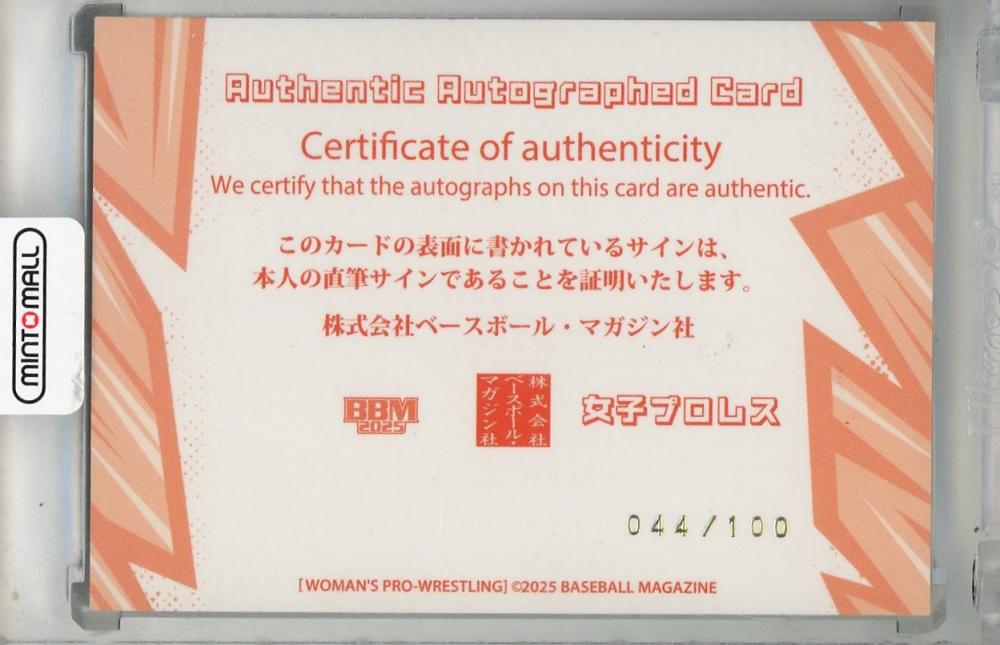 Authentic Autographed Card
Certificate of authenticity
We certify that the autographs on this card are authentic.
このカードの表面に書かれているサインは、
本人の直筆サインであることを証明いたします。
株式会社ベースボール・マガジン社
BBM
2025
株式会社
ベースボール・
マガジン社
女子プロレス
044/100
[WOMAN'S PRO-WRESTLING] ©2025 BASEBALL MAGAZINE
MINTOMALL